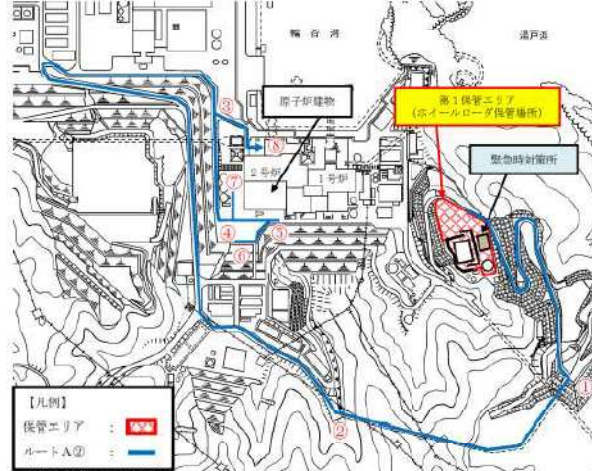 輪谷湾
湯戸浜
原子炉建物
第1保管エリア
(ホイールローダ保管場所)
緊急時対策所
③
⑧
2号炉
1号炉
⑦
④
⑤
⑥
①
②
【凡例】
保管エリア :
ルートA② :